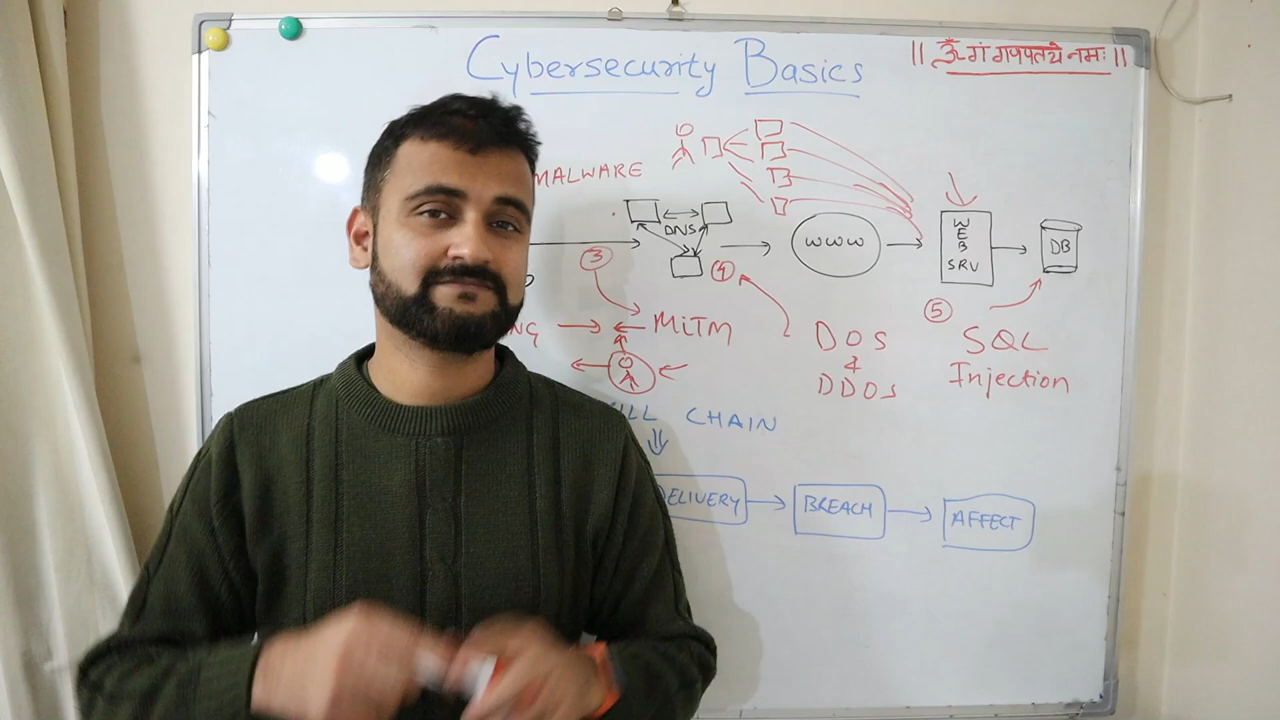 Cybersecurity Basics
|| ॐ गं गणपतये नमः ||
MALWARE
DNS
WWW
WEB
SRV
DB
3
4
5
MiTM
DOS
&
DDOS
SQL
Injection
CHAIN
DELIVERY
BREACH
AFFECT